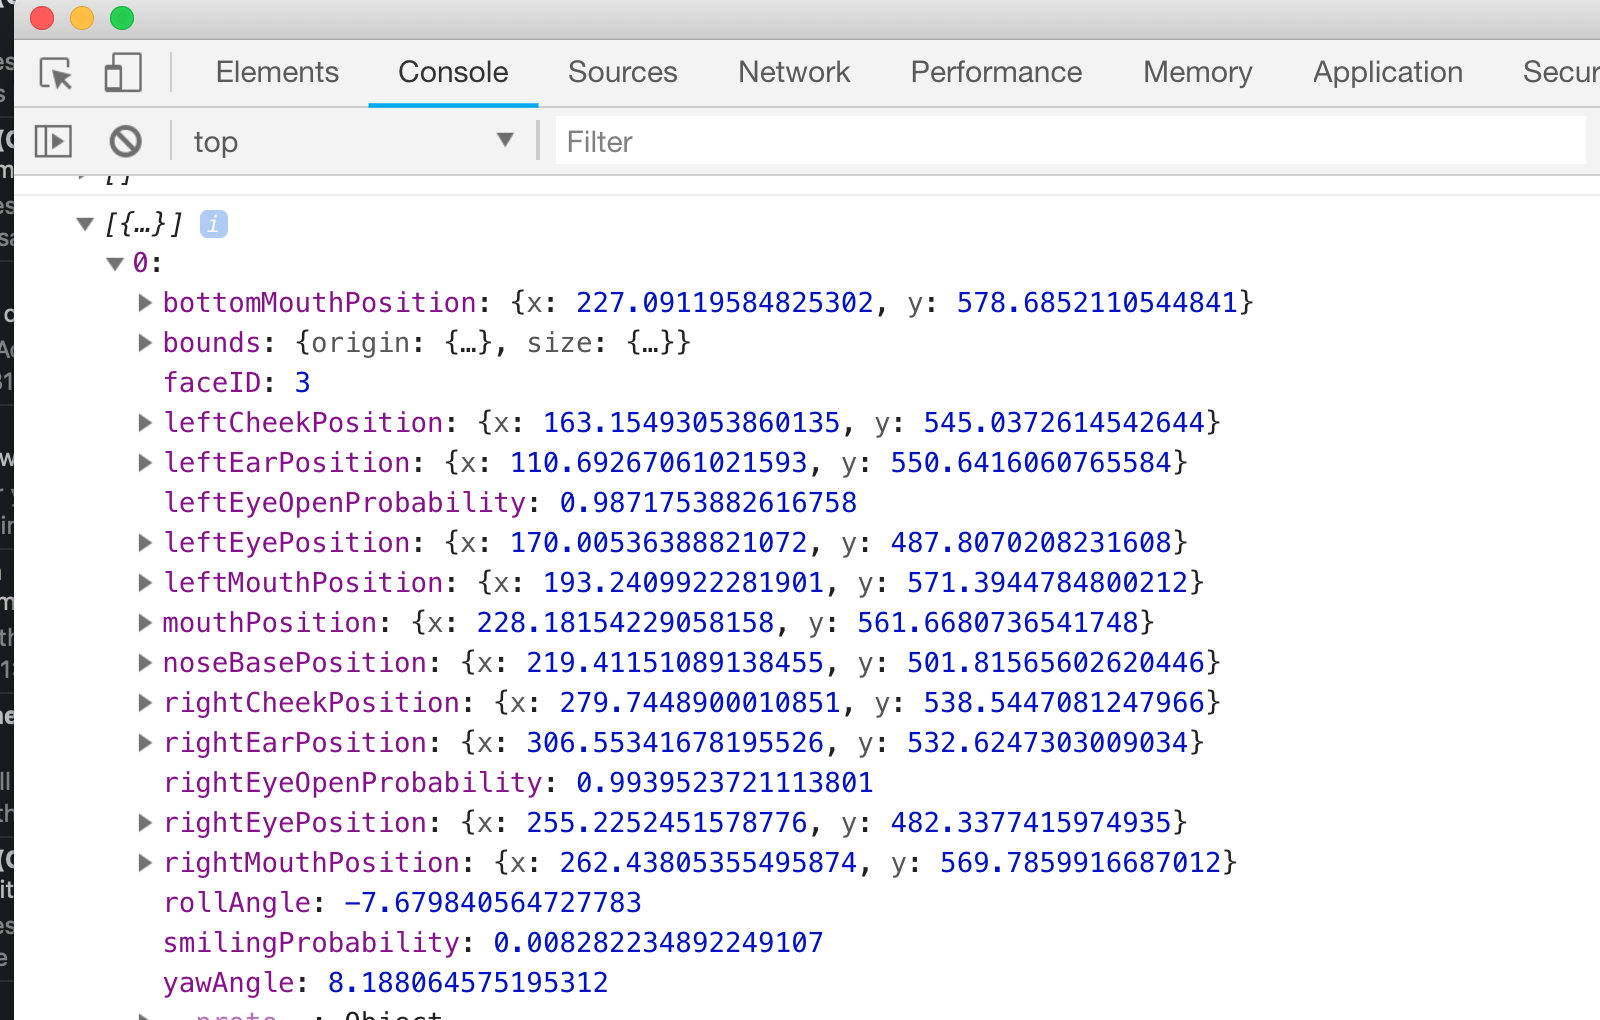 Elements Console Sources Network Performance Memory Application Secur
top Filter
[]
[{…}] i
0:
bottomMouthPosition: {x: 227.09119584825302, y: 578.6852110544841}
bounds: {origin: {…}, size: {…}}
faceID: 3
leftCheekPosition: {x: 163.15493053860135, y: 545.0372614542644}
leftEarPosition: {x: 110.69267061021593, y: 550.6416060765584}
leftEyeOpenProbability: 0.9871753882616758
leftEyePosition: {x: 170.00536388821072, y: 487.8070208231608}
leftMouthPosition: {x: 193.2409922281901, y: 571.3944784800212}
mouthPosition: {x: 228.18154229058158, y: 561.6680736541748}
noseBasePosition: {x: 219.41151089138455, y: 501.81565602620446}
rightCheekPosition: {x: 279.7448900010851, y: 538.5447081247966}
rightEarPosition: {x: 306.55341678195526, y: 532.6247303009034}
rightEyeOpenProbability: 0.9939523721113801
rightEyePosition: {x: 255.2252451578776, y: 482.3377415974935}
rightMouthPosition: {x: 262.43805355495874, y: 569.7859916687012}
rollAngle: -7.679840564727783
smilingProbability: 0.008282234892249107
yawAngle: 8.188064575195312
__proto__: Object